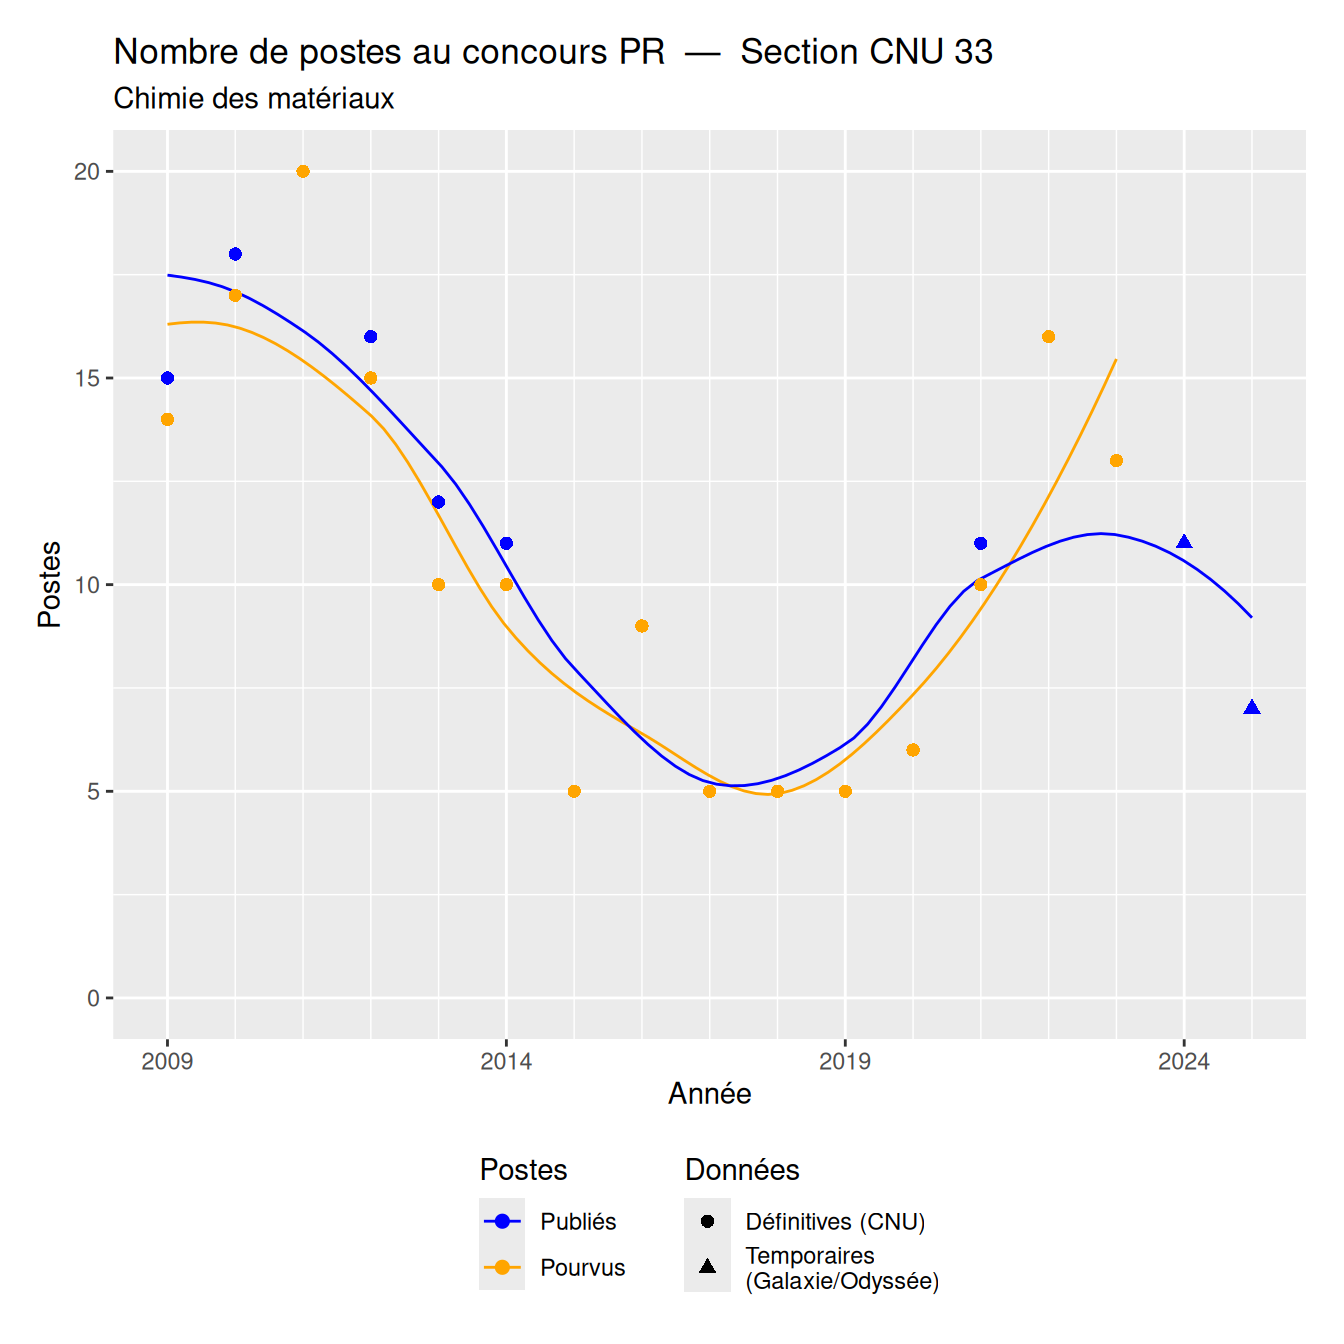 Nombre de postes au concours PR — Section CNU 33
Chimie des matériaux
20
15
10
5
0
Postes
2009 2014 2019 2024
Année
Postes
Publiés
Pourvus
Données
Définitives (CNU)
Temporaires
(Galaxie/Odyssée)